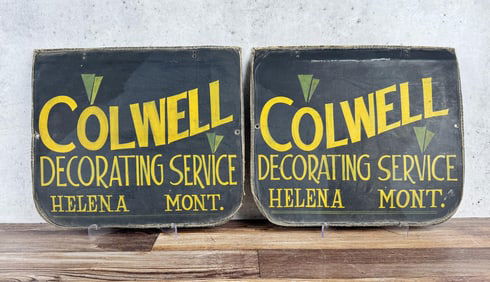 COLWELL
DECORATING SERVICE
HELENA MONT.
COLWELL
DECORATING SERVICE
HELENA MONT.